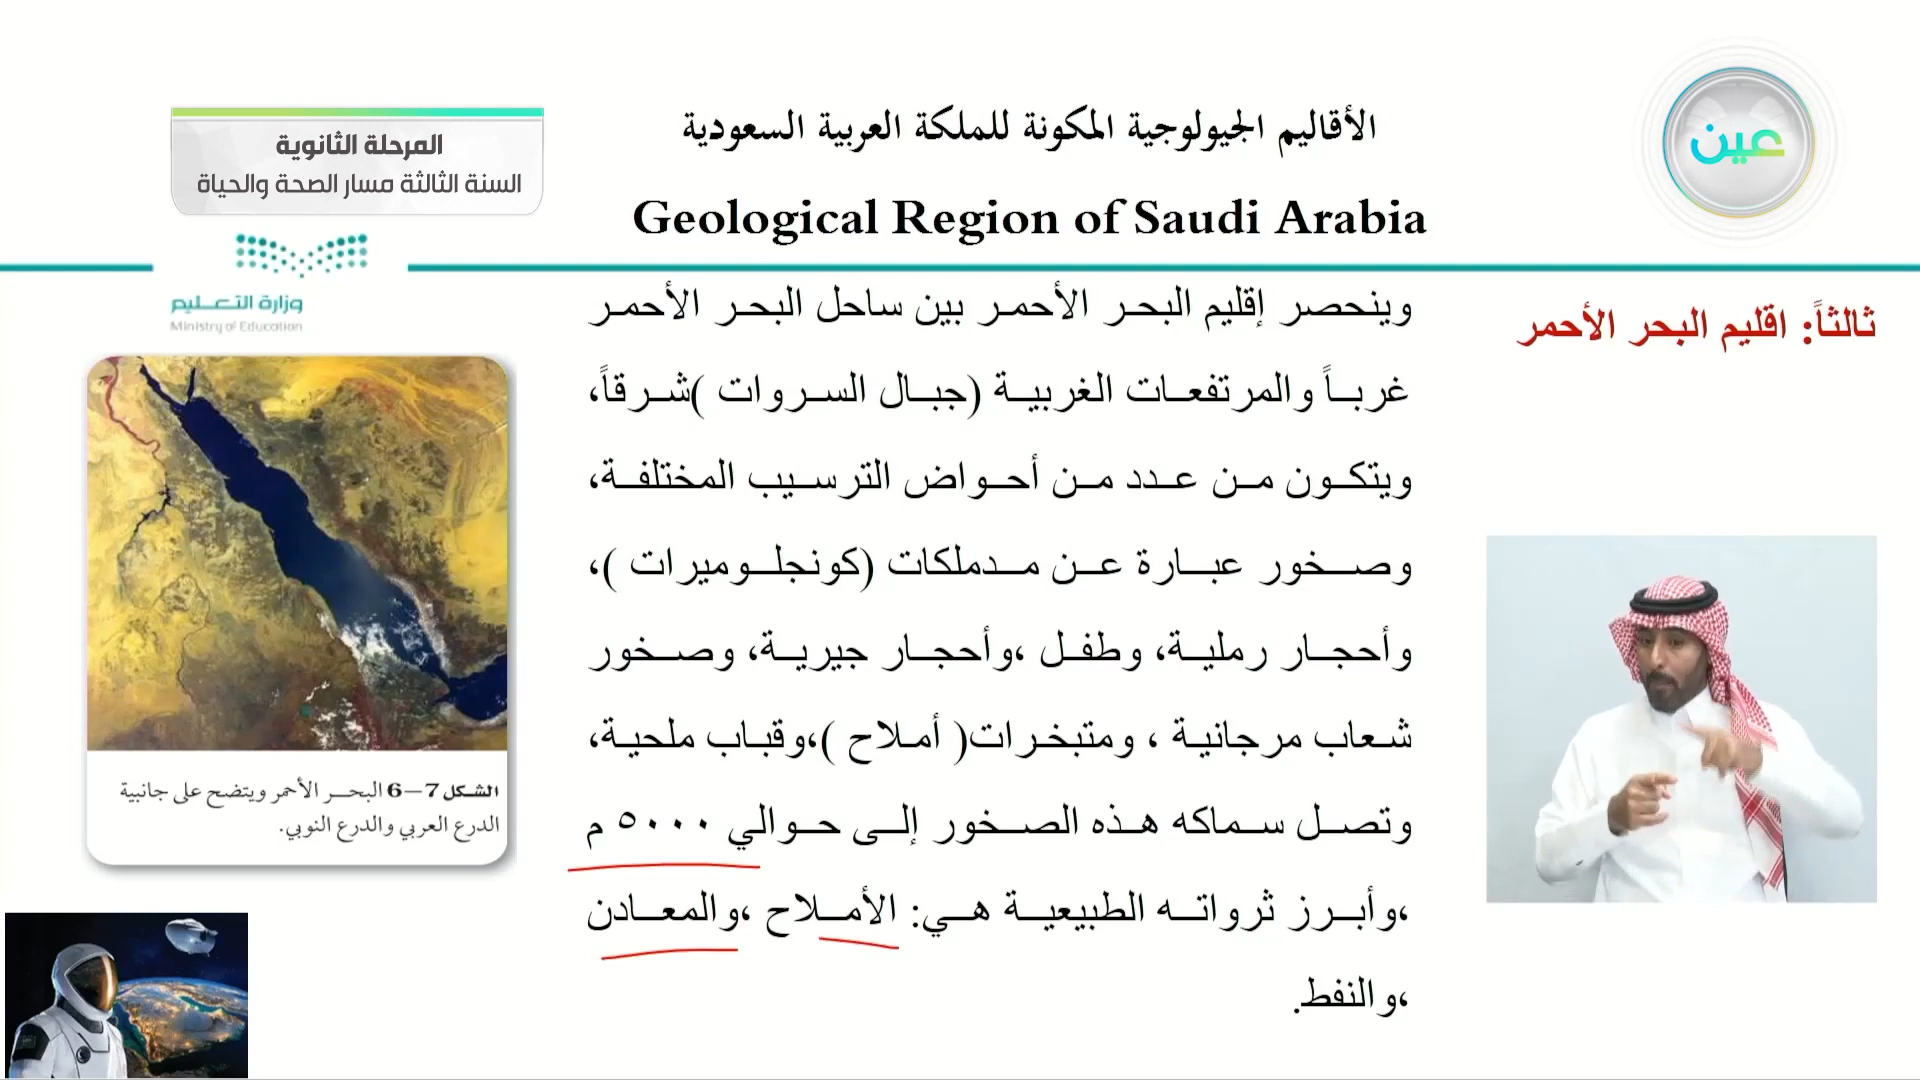 الأقاليم الجيولوجية المكونة للملكة العربية السعودية
Geological Region of Saudi Arabia
عين
المرحلة الثانوية
السنة الثالثة مسار الصحة والحياة
وزارة التعـــليم
Ministry of Education
ثالثاً: اقليم البحر الأحمر
وينحصر إقليم البحر الأحمر بين ساحل البحر الأحمر
غرباً والمرتفعات الغربية (جبال السروات )شرقاً،
ويتكون من عدد من أحواض الترسيب المختلفة،
وصخور عبارة عن مدملكات (كونجلوميرات )،
وأحجار رملية، وطفل ،وأحجار جيرية، وصخور
شعاب مرجانية ، ومتبخرات( أملاح )،وقباب ملحية،
وتصل سماكه هذه الصخور إلى حوالي ٥٠٠٠ م
،وأبرز ثرواته الطبيعية هي: الأملاح ،والمعادن
،والنفط.
الشكل 7–6 البحر الأحمر ويتضح على جانبية
الدرع العربي والدرع النوبي.